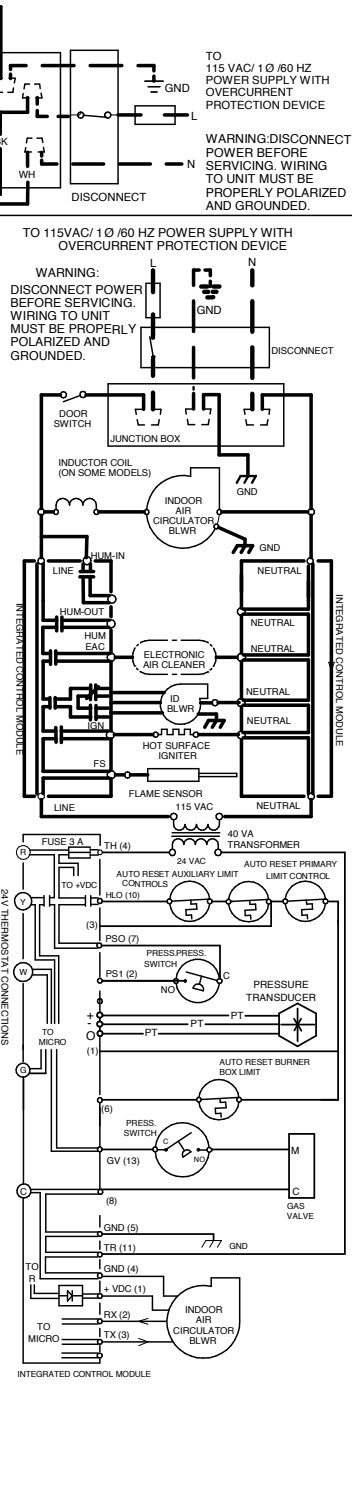 TO
115 VAC/ 1 Ø /60 HZ
POWER SUPPLY WITH
OVERCURRENT
PROTECTION DEVICE
GND
L
WARNING:DISCONNECT
POWER BEFORE
SERVICING. WIRING
TO UNIT MUST BE
PROPERLY POLARIZED
AND GROUNDED.
N
WH
DISCONNECT
TO 115VAC/ 1 Ø /60 HZ POWER SUPPLY WITH
OVERCURRENT PROTECTION DEVICE
WARNING:
DISCONNECT POWER
BEFORE SERVICING.
WIRING TO UNIT
MUST BE PROPERLY
POLARIZED AND
GROUNDED.
L
N
GND
DISCONNECT
DOOR
SWITCH
JUNCTION BOX
GND
INDUCTOR COIL
(ON SOME MODELS)
INDOOR
AIR
CIRCULATOR
BLWR
GND
HUM-IN
LINE
NEUTRAL
HUM-OUT
NEUTRAL
HUM
EAC
ELECTRONIC
AIR CLEANER
NEUTRAL
INTEGRATED CONTROL MODULE
INTEGRATED CONTROL MODULE
ID
BLWR
NEUTRAL
IGN
NEUTRAL
HOT SURFACE
IGNITER
FS
FLAME SENSOR
LINE
115 VAC
NEUTRAL
40 VA
TRANSFORMER
24 VAC
FUSE 3 A
TH (4)
R
TO +VDC
AUTO RESET AUXILIARY LIMIT
CONTROLS
AUTO RESET PRIMARY
LIMIT CONTROL
HLO (10)
Y
(3)
24V THERMOSTAT CONNECTIONS
PSO (7)
PRESS.PRESS.
SWITCH
W
PS1 (2)
NO
C
PRESSURE
TRANSDUCER
+
PT
-
PT
O
PT
TO
MICRO
(1)
G
AUTO RESET BURNER
BOX LIMIT
(6)
PRESS.
SWITCH
C
NO
M
GV (13)
C
C
(8)
GAS
VALVE
GND (5)
GND
TR (11)
TO
R
GND (4)
+ VDC (1)
RX (2)
TO
MICRO
TX (3)
INDOOR
AIR
CIRCULATOR
BLWR
INTEGRATED CONTROL MODULE